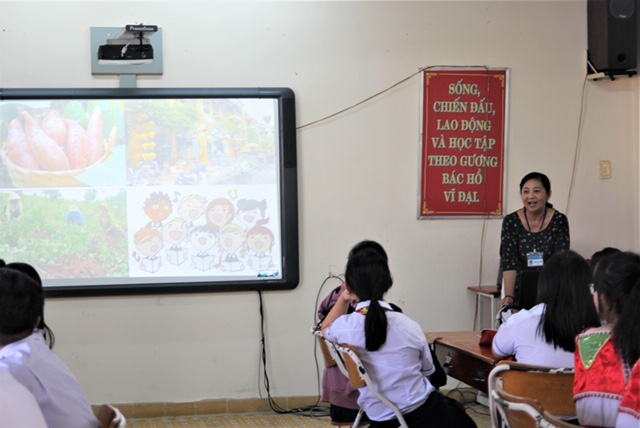 SỐNG,
CHIẾN ĐẤU,
LAO ĐỘNG
VÀ HỌC TẬP
THEO GƯƠNG
BÁC HỒ
VĨ ĐẠI.